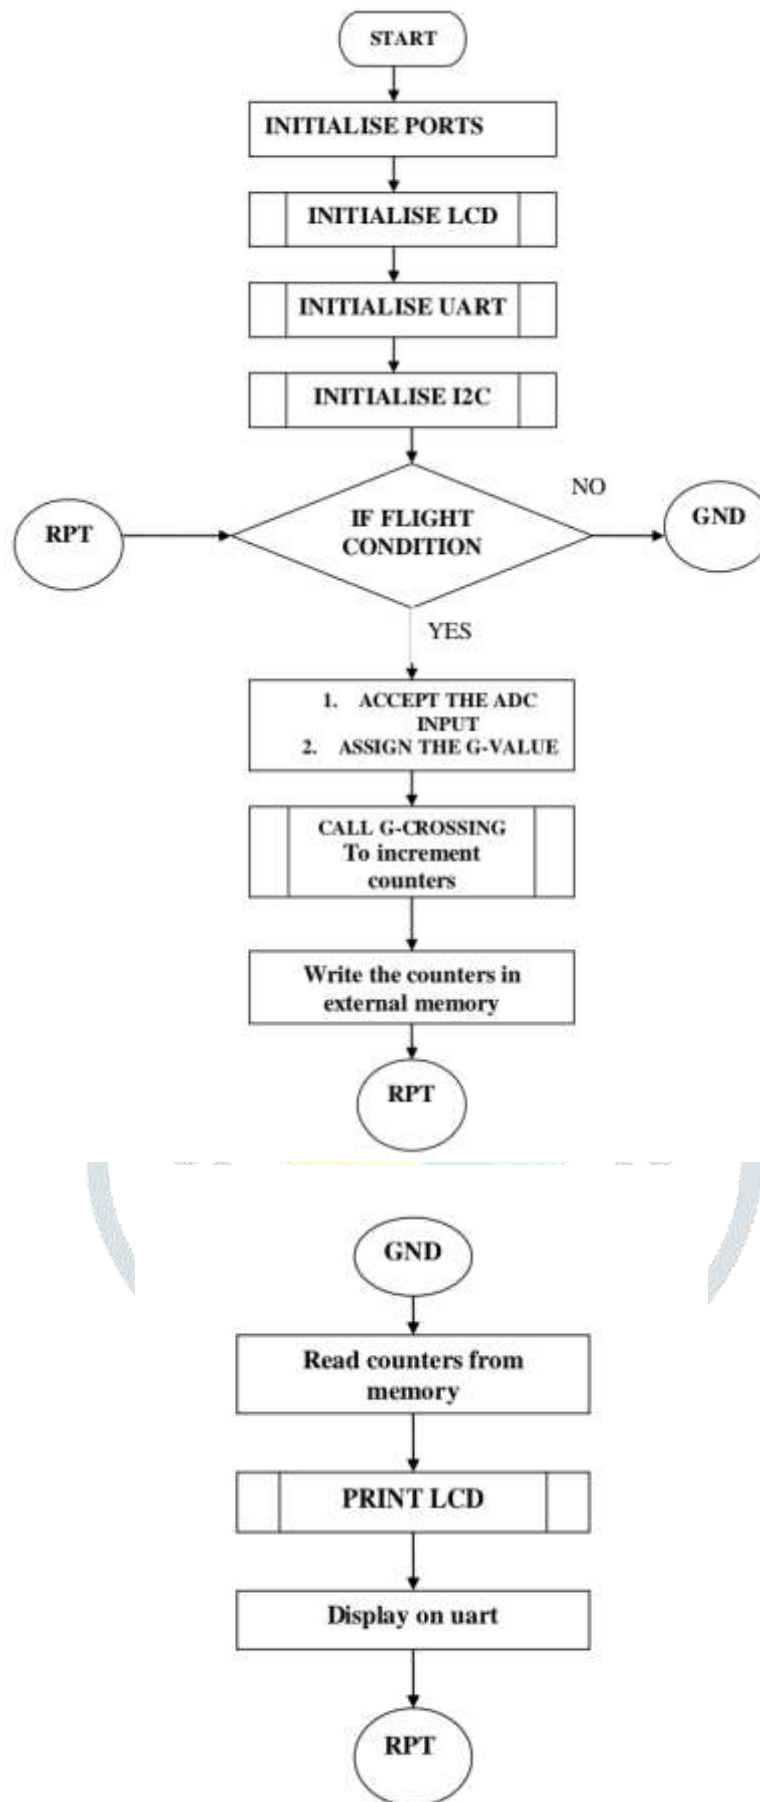 START
INITIALISE PORTS
INITIALISE LCD
INITIALISE UART
INITIALISE I2C
NO
RPT
IF FLIGHT
CONDITION
GND
YES
1. ACCEPT THE ADC
INPUT
2. ASSIGN THE G-VALUE
CALL G-CROSSING
To increment
counters
Write the counters in
external memory
RPT
GND
Read counters from
memory
PRINT LCD
Display on uart
RPT